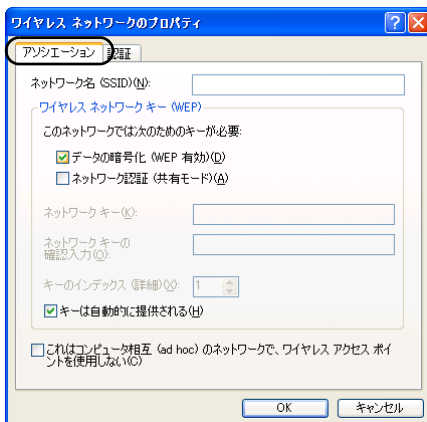 ワイヤレス ネットワークのプロパティ
アソシエーション 認証
ネットワーク名 (SSID)(N):
ワイヤレス ネットワーク キー (WEP)
このネットワークでは次のためのキーが必要:
データの暗号化 (WEP 有効)(D)
ネットワーク認証 (共有モード)(A)
ネットワーク キー(K):
ネットワーク キーの
確認入力(O):
キーのインデックス (詳細)(X): 1
キーは自動的に提供される(H)
これはコンピュータ相互 (ad hoc) のネットワークで、ワイヤレス アクセス ポイ
ントを使用しない(C)
OK キャンセル